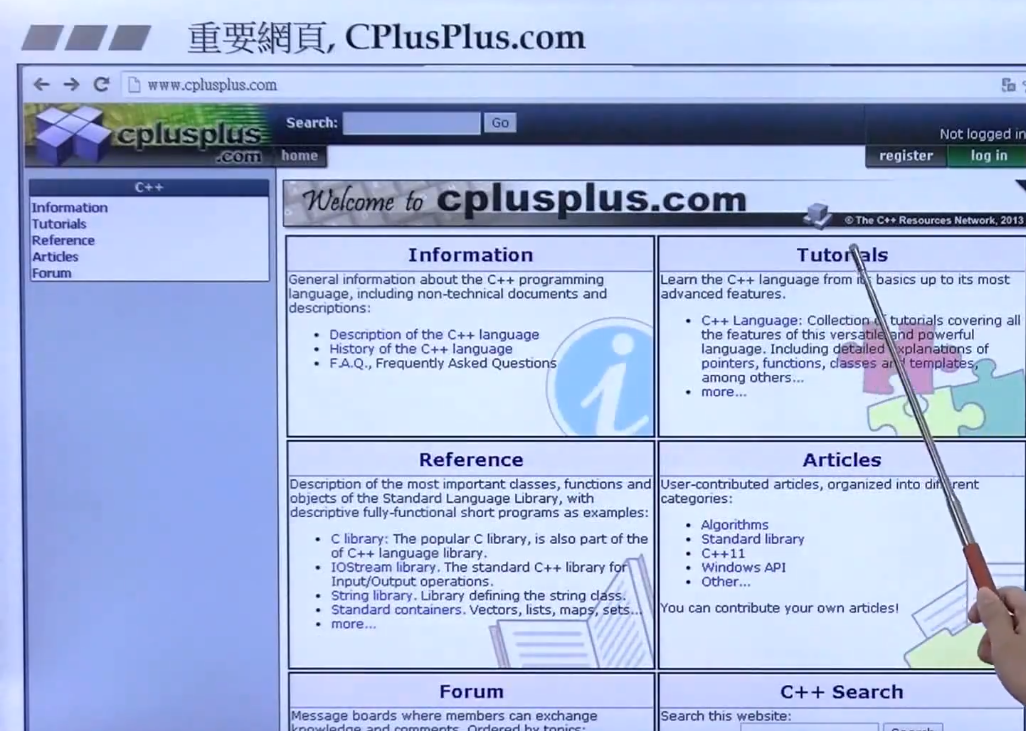 重要網頁, CPlusPlus.com
www.cplusplus.com
cplusplus
.com
Search:
Go
home
Not logged in
register
log in
C++
Information
Tutorials
Reference
Articles
Forum
Welcome to cplusplus.com
© The C++ Resources Network, 2013
Information
General information about the C++ programming
language, including non-technical documents and
descriptions:
• Description of the C++ language
• History of the C++ language
• F.A.Q., Frequently Asked Questions
Tutorials
Learn the C++ language from its basics up to its most
advanced features.
• C++ Language: Collection of tutorials covering all
the features of this versatile and powerful
language. Including detailed explanations of
pointers, functions, classes and templates,
among others...
• more...
Reference
Description of the most important classes, functions and
objects of the Standard Language Library, with
descriptive fully-functional short programs as examples:
• C library: The popular C library, is also part of the
of C++ language library.
• IOStream library. The standard C++ library for
Input/Output operations.
• String library. Library defining the string class.
• Standard containers. Vectors, lists, maps, sets...
• more...
Articles
User-contributed articles, organized into different
categories:
• Algorithms
• Standard library
• C++11
• Windows API
• Other...
You can contribute your own articles!
Forum
Message boards where members can exchange
knowledge and comments. Ordered by topics:
C++ Search
Search this website:
Search